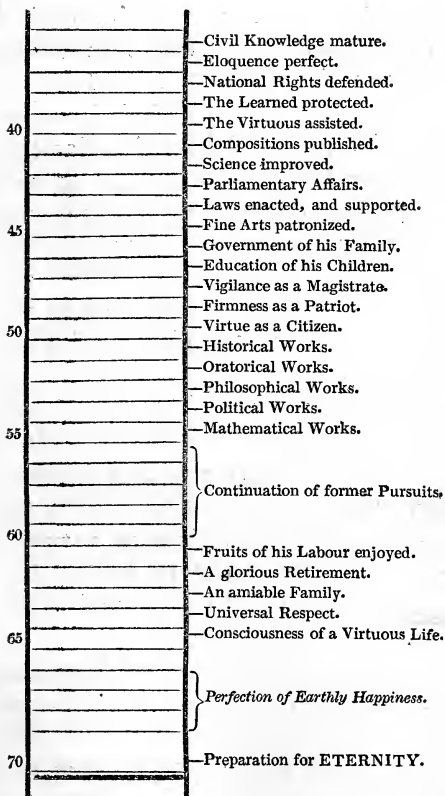 Civil Knowledge mature.
Eloquence perfect.
National Rights defended.
The Learned protected.
40
The Virtuous assisted.
Compositions published.
Science improved.
Parliamentary Affairs.
Laws enacted, and supported.
45
Fine Arts patronized.
Government of his Family.
Education of his Children.
Vigilance as a Magistrate.
Firmness as a Patriot.
50
Virtue as a Citizen.
Historical Works.
Oratorical Works.
Philosophical Works.
Political Works.
55
Mathematical Works.
Continuation of former Pursuits.
60
Fruits of his Labour enjoyed.
A glorious Retirement.
An amiable Family.
Universal Respect.
65
Consciousness of a Virtuous Life.
Perfection of Earthly Happiness.
70
Preparation for ETERNITY.